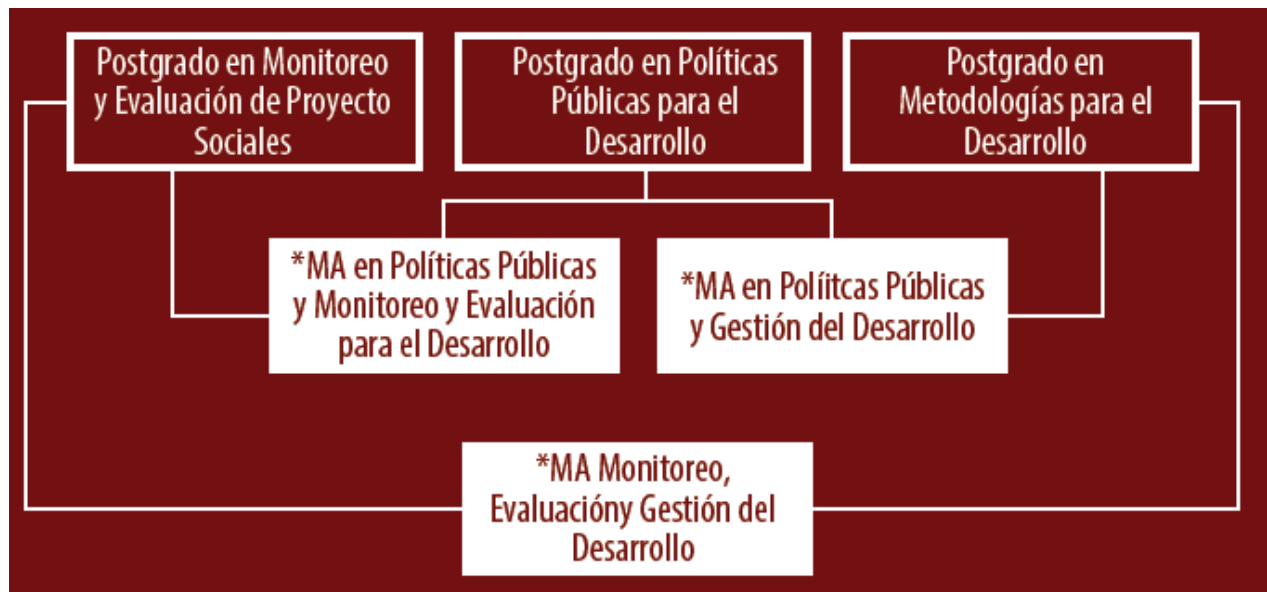 Postgrado en Monitoreo
y Evaluación de Proyecto
Sociales
Postgrado en Políticas
Públicas para el
Desarrollo
Postgrado en
Metodologías para el
Desarrollo
*MA en Políticas Públicas
y Monitoreo y Evaluación
para el Desarrollo
*MA en Políitcas Públicas
y Gestión del Desarrollo
*MA Monitoreo,
Evaluacióny Gestión del
Desarrollo